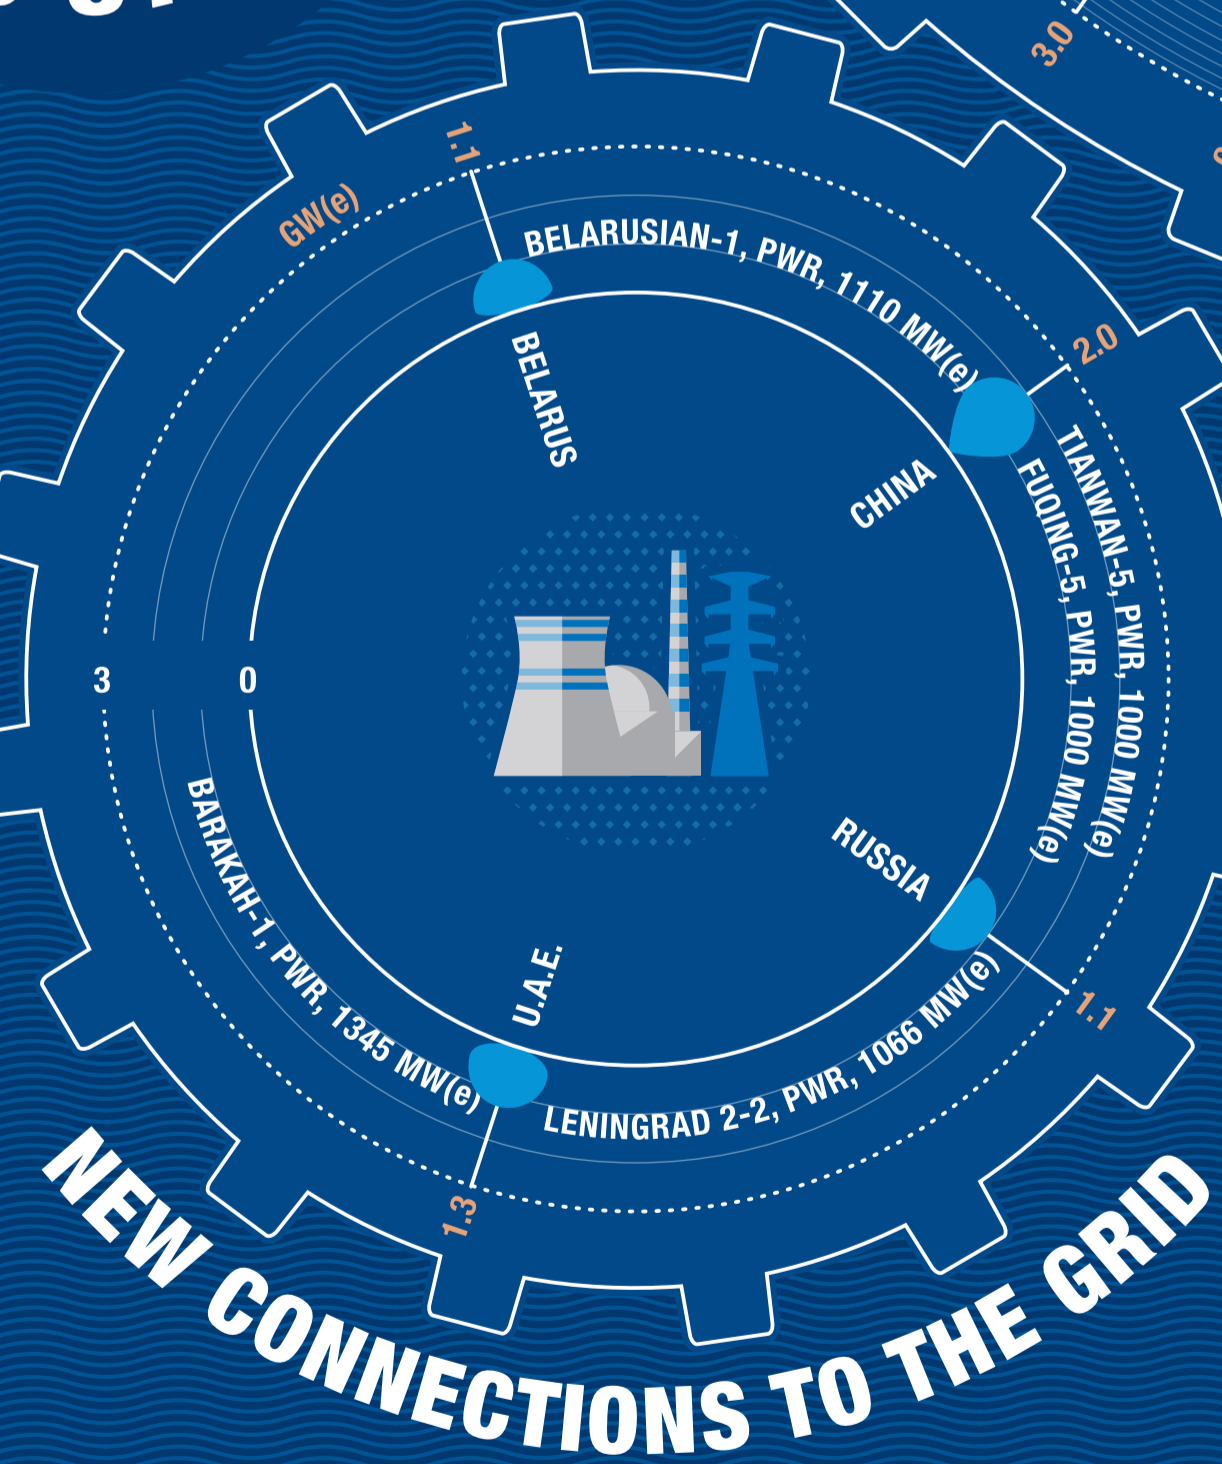 3.0
GW(e)
1.1
BELARUSIAN-1, PWR, 1110 MW(e)
BELARUS
2.0
CHINA
TIANWAN-5, PWR, 1000 MW(e)
FUQING-5, PWR, 1000 MW(e)
3
0
RUSSIA
1.1
LENINGRAD 2-2, PWR, 1066 MW(e)
U.A.E.
1.3
BARAKAH-1, PWR, 1345 MW(e)
NEW CONNECTIONS TO THE GRID